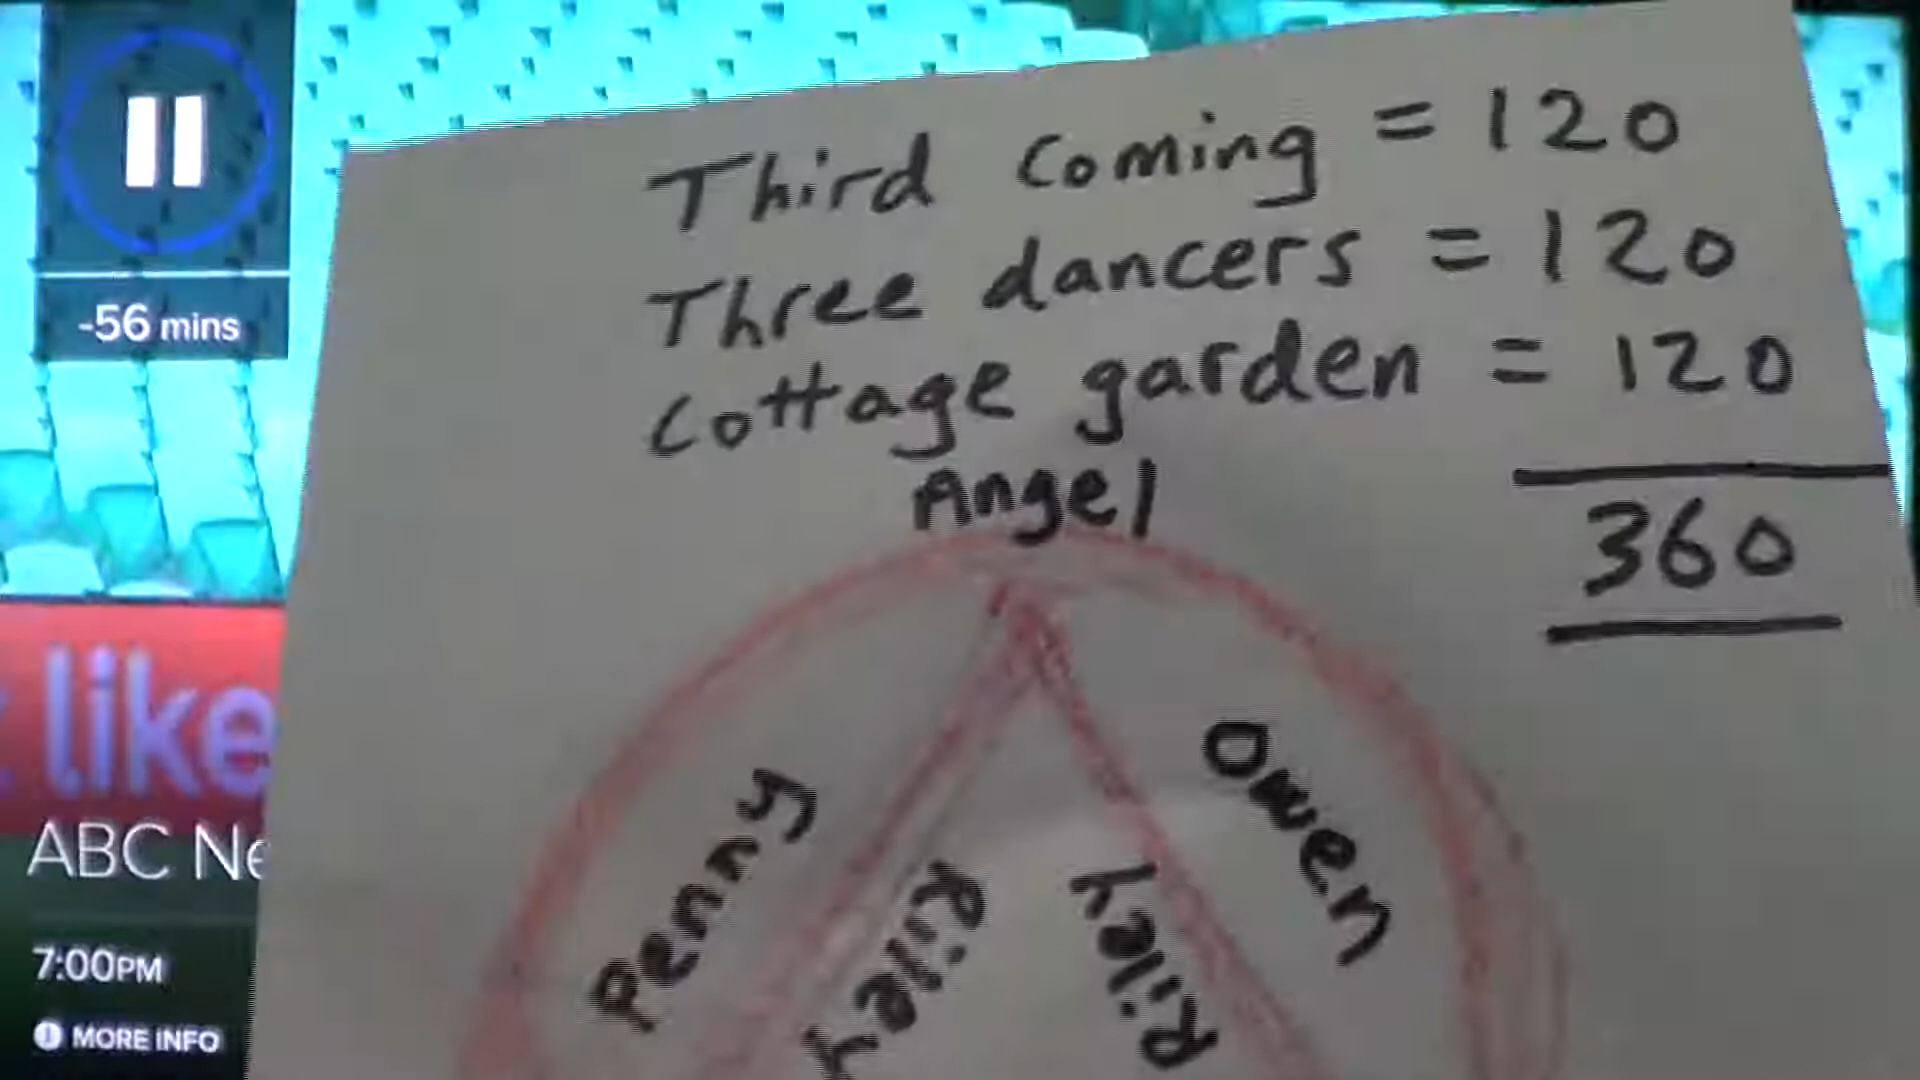 Third Coming = 120
Three dancers = 120
Cottage garden = 120
360
Angel
Penny
Riley
Riley
Owen
-56 mins
like
ABC Ne
7:00PM
MORE INFO